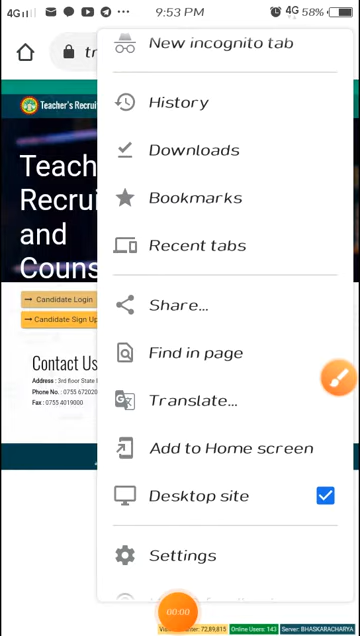 4G 9:53 PM 4G 58%
tr
New incognito tab
History
Downloads
Bookmarks
Recent tabs
Share...
Find in page
Translate...
Add to Home screen
Desktop site
Settings
Teacher's Recrui
Teach
Recrui
and
Couns
Candidate Login
Candidate Sign Up
Contact Us
Address : 3rd floor State
Phone No. : 0755 672020
Fax : 0755 4019000
00:00
72,89,815 Online Users: 143 Server: BHASKARACHARYA